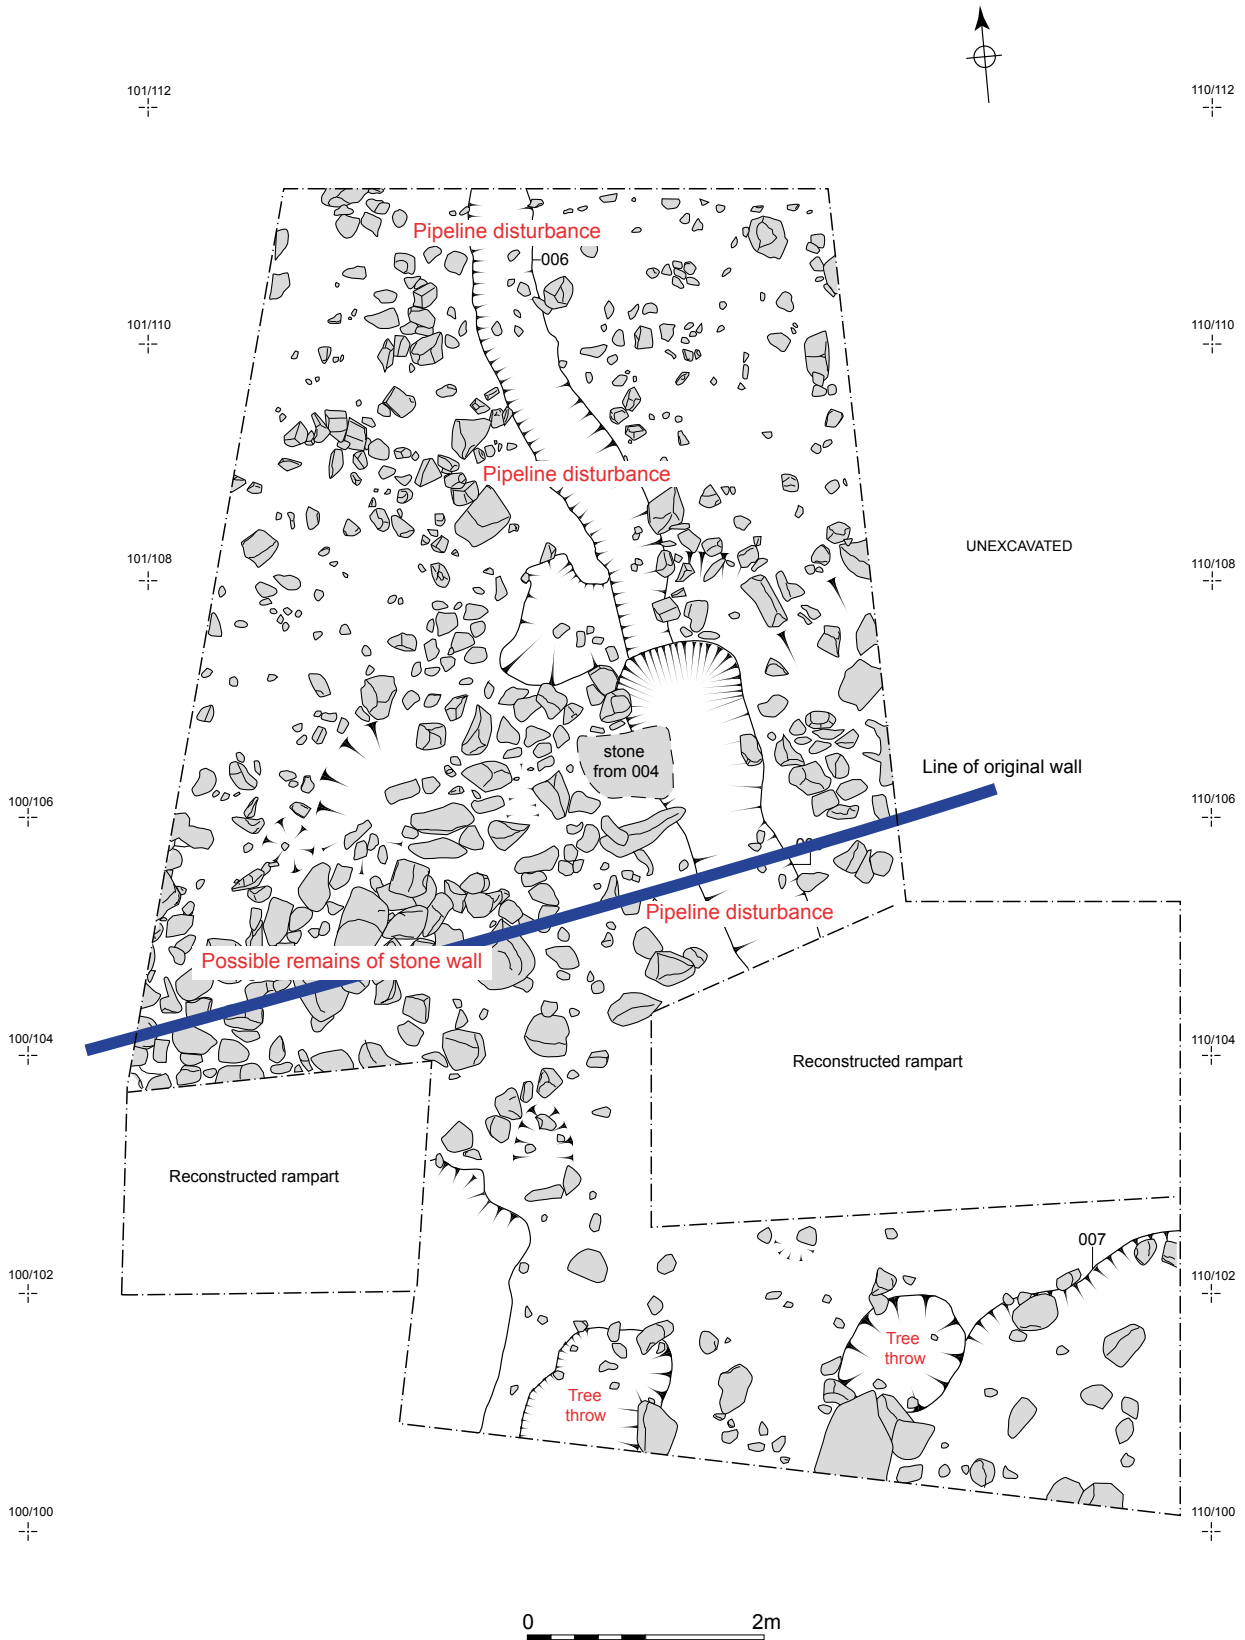 101/112
110/112
Pipeline disturbance
006
101/110
110/110
Pipeline disturbance
UNEXCAVATED
101/108
110/108
stone
from 004
Line of original wall
100/106
110/106
Pipeline disturbance
Possible remains of stone wall
100/104
110/104
Reconstructed rampart
Reconstructed rampart
007
100/102
110/102
Tree
throw
Tree
throw
100/100
110/100
0 2m